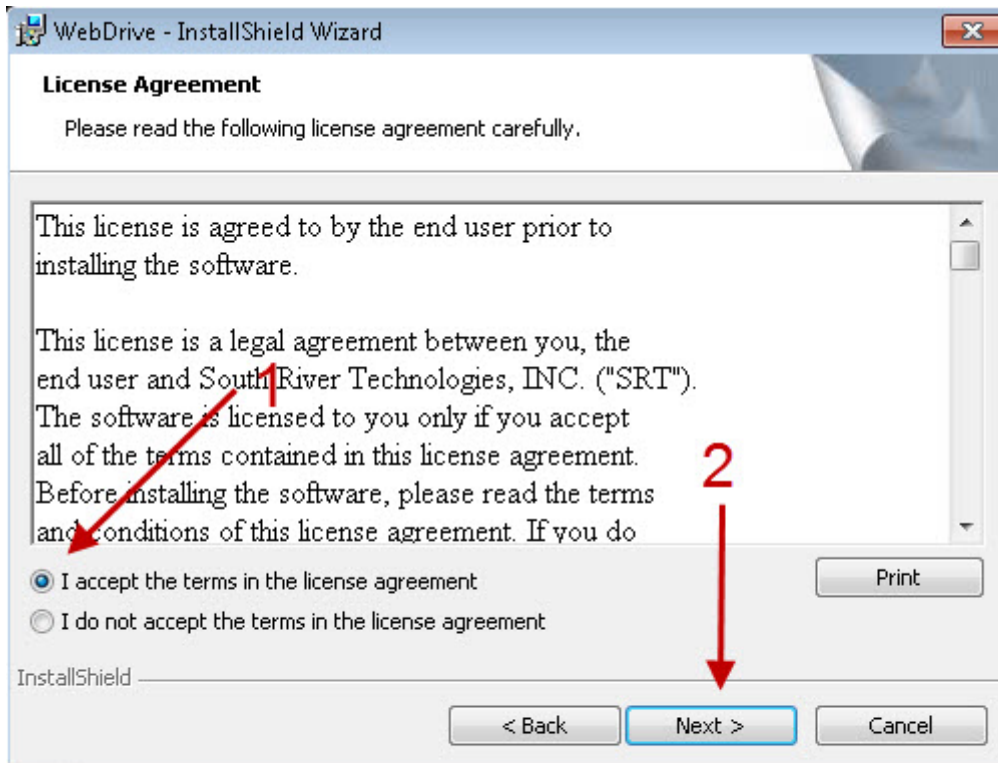 WebDrive - InstallShield Wizard
License Agreement
Please read the following license agreement carefully.
This license is agreed to by the end user prior to
installing the software.
This license is a legal agreement between you, the
end user and South River Technologies, INC. ("SRT").
The software is licensed to you only if you accept
all of the terms contained in this license agreement.
Before installing the software, please read the terms
and conditions of this license agreement. If you do
1
2
I accept the terms in the license agreement
Print
I do not accept the terms in the license agreement
InstallShield
< Back
Next >
Cancel